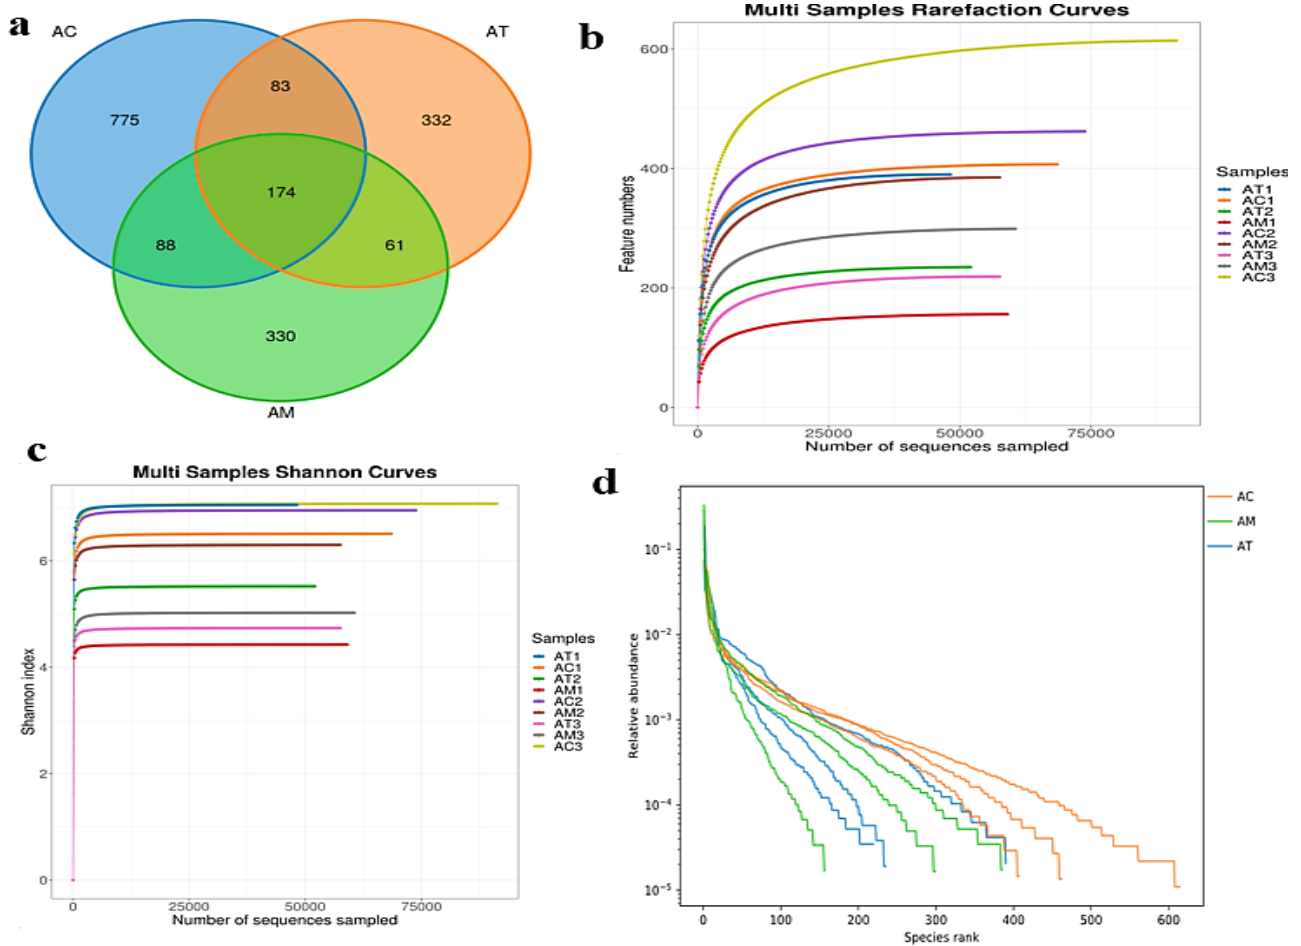 a
AC
AT
83
775
332
174
88
61
330
AM
b
Multi Samples Rarefaction Curves
Feature numbers
600
400
200
0
0 25000 50000 75000
Number of sequences sampled
Samples
AT1
AC1
AT2
AM1
AC2
AM2
AT3
AM3
AC3
c
Multi Samples Shannon Curves
Shannon index
6
4
2
0
0 25000 50000 75000
Number of sequences sampled
Samples
AT1
AC1
AT2
AM1
AC2
AM2
AT3
AM3
AC3
d
Relative abundance
10⁻¹
10⁻²
10⁻³
10⁻⁴
10⁻⁵
0 100 200 300 400 500 600
Species rank
AC
AM
AT